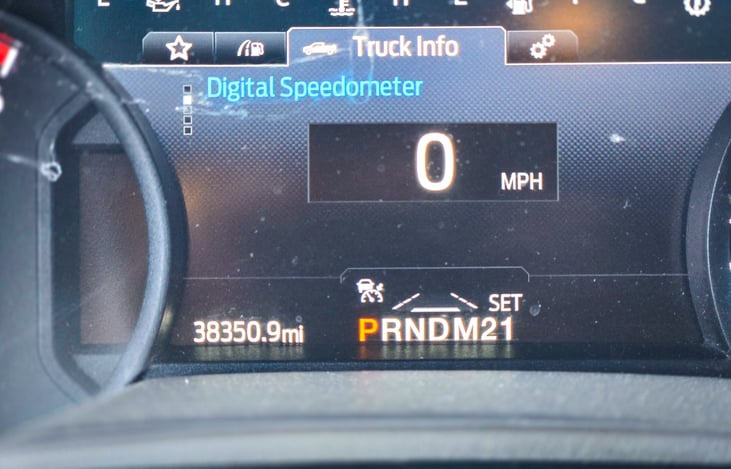 E H C H E F
Truck Info
Digital Speedometer
0 MPH
SET
38350.9mi PRNDM21